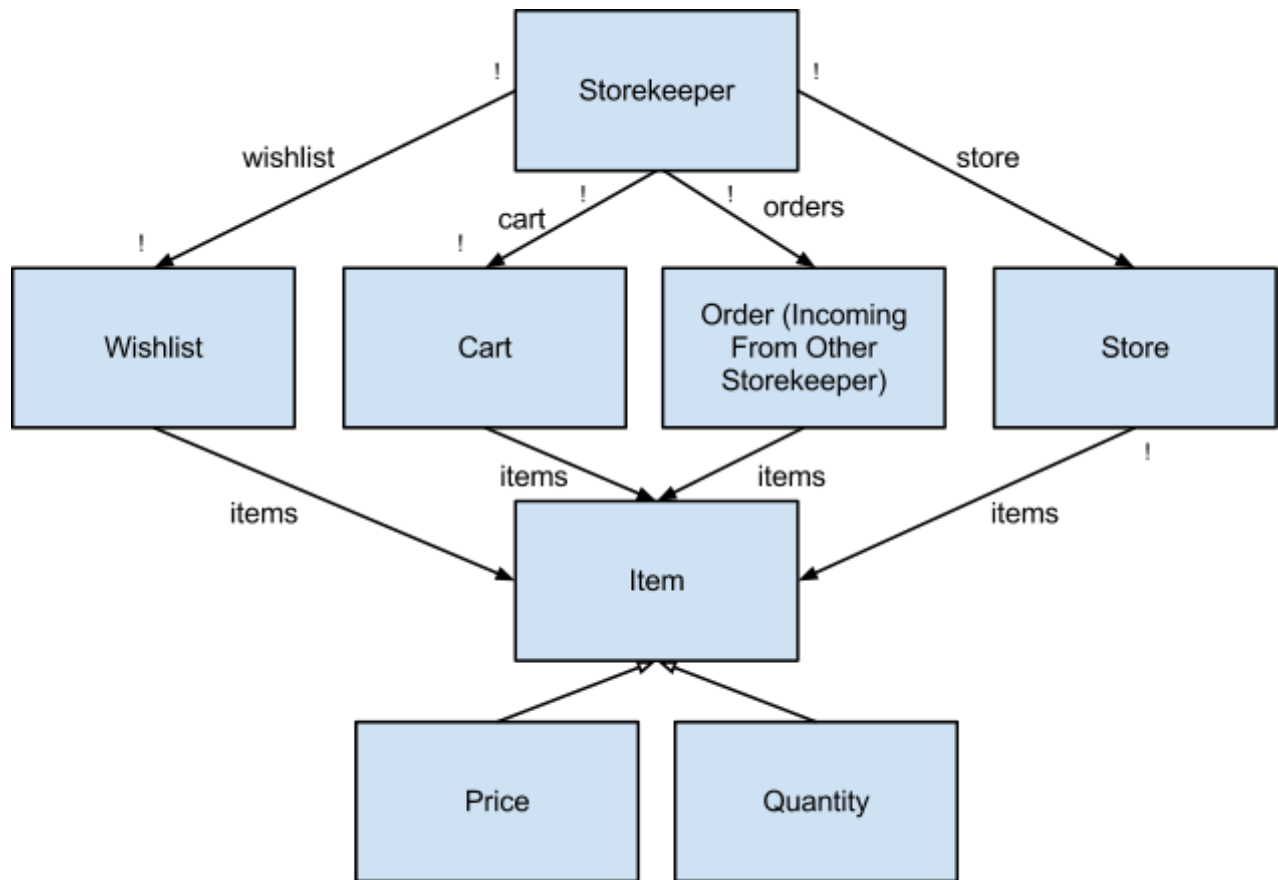 !
!
Storekeeper
wishlist
store
!
!
cart
orders
!
!
Wishlist
Cart
Order (Incoming
From Other
Storekeeper)
Store
!
items
items
items
items
Item
Price
Quantity